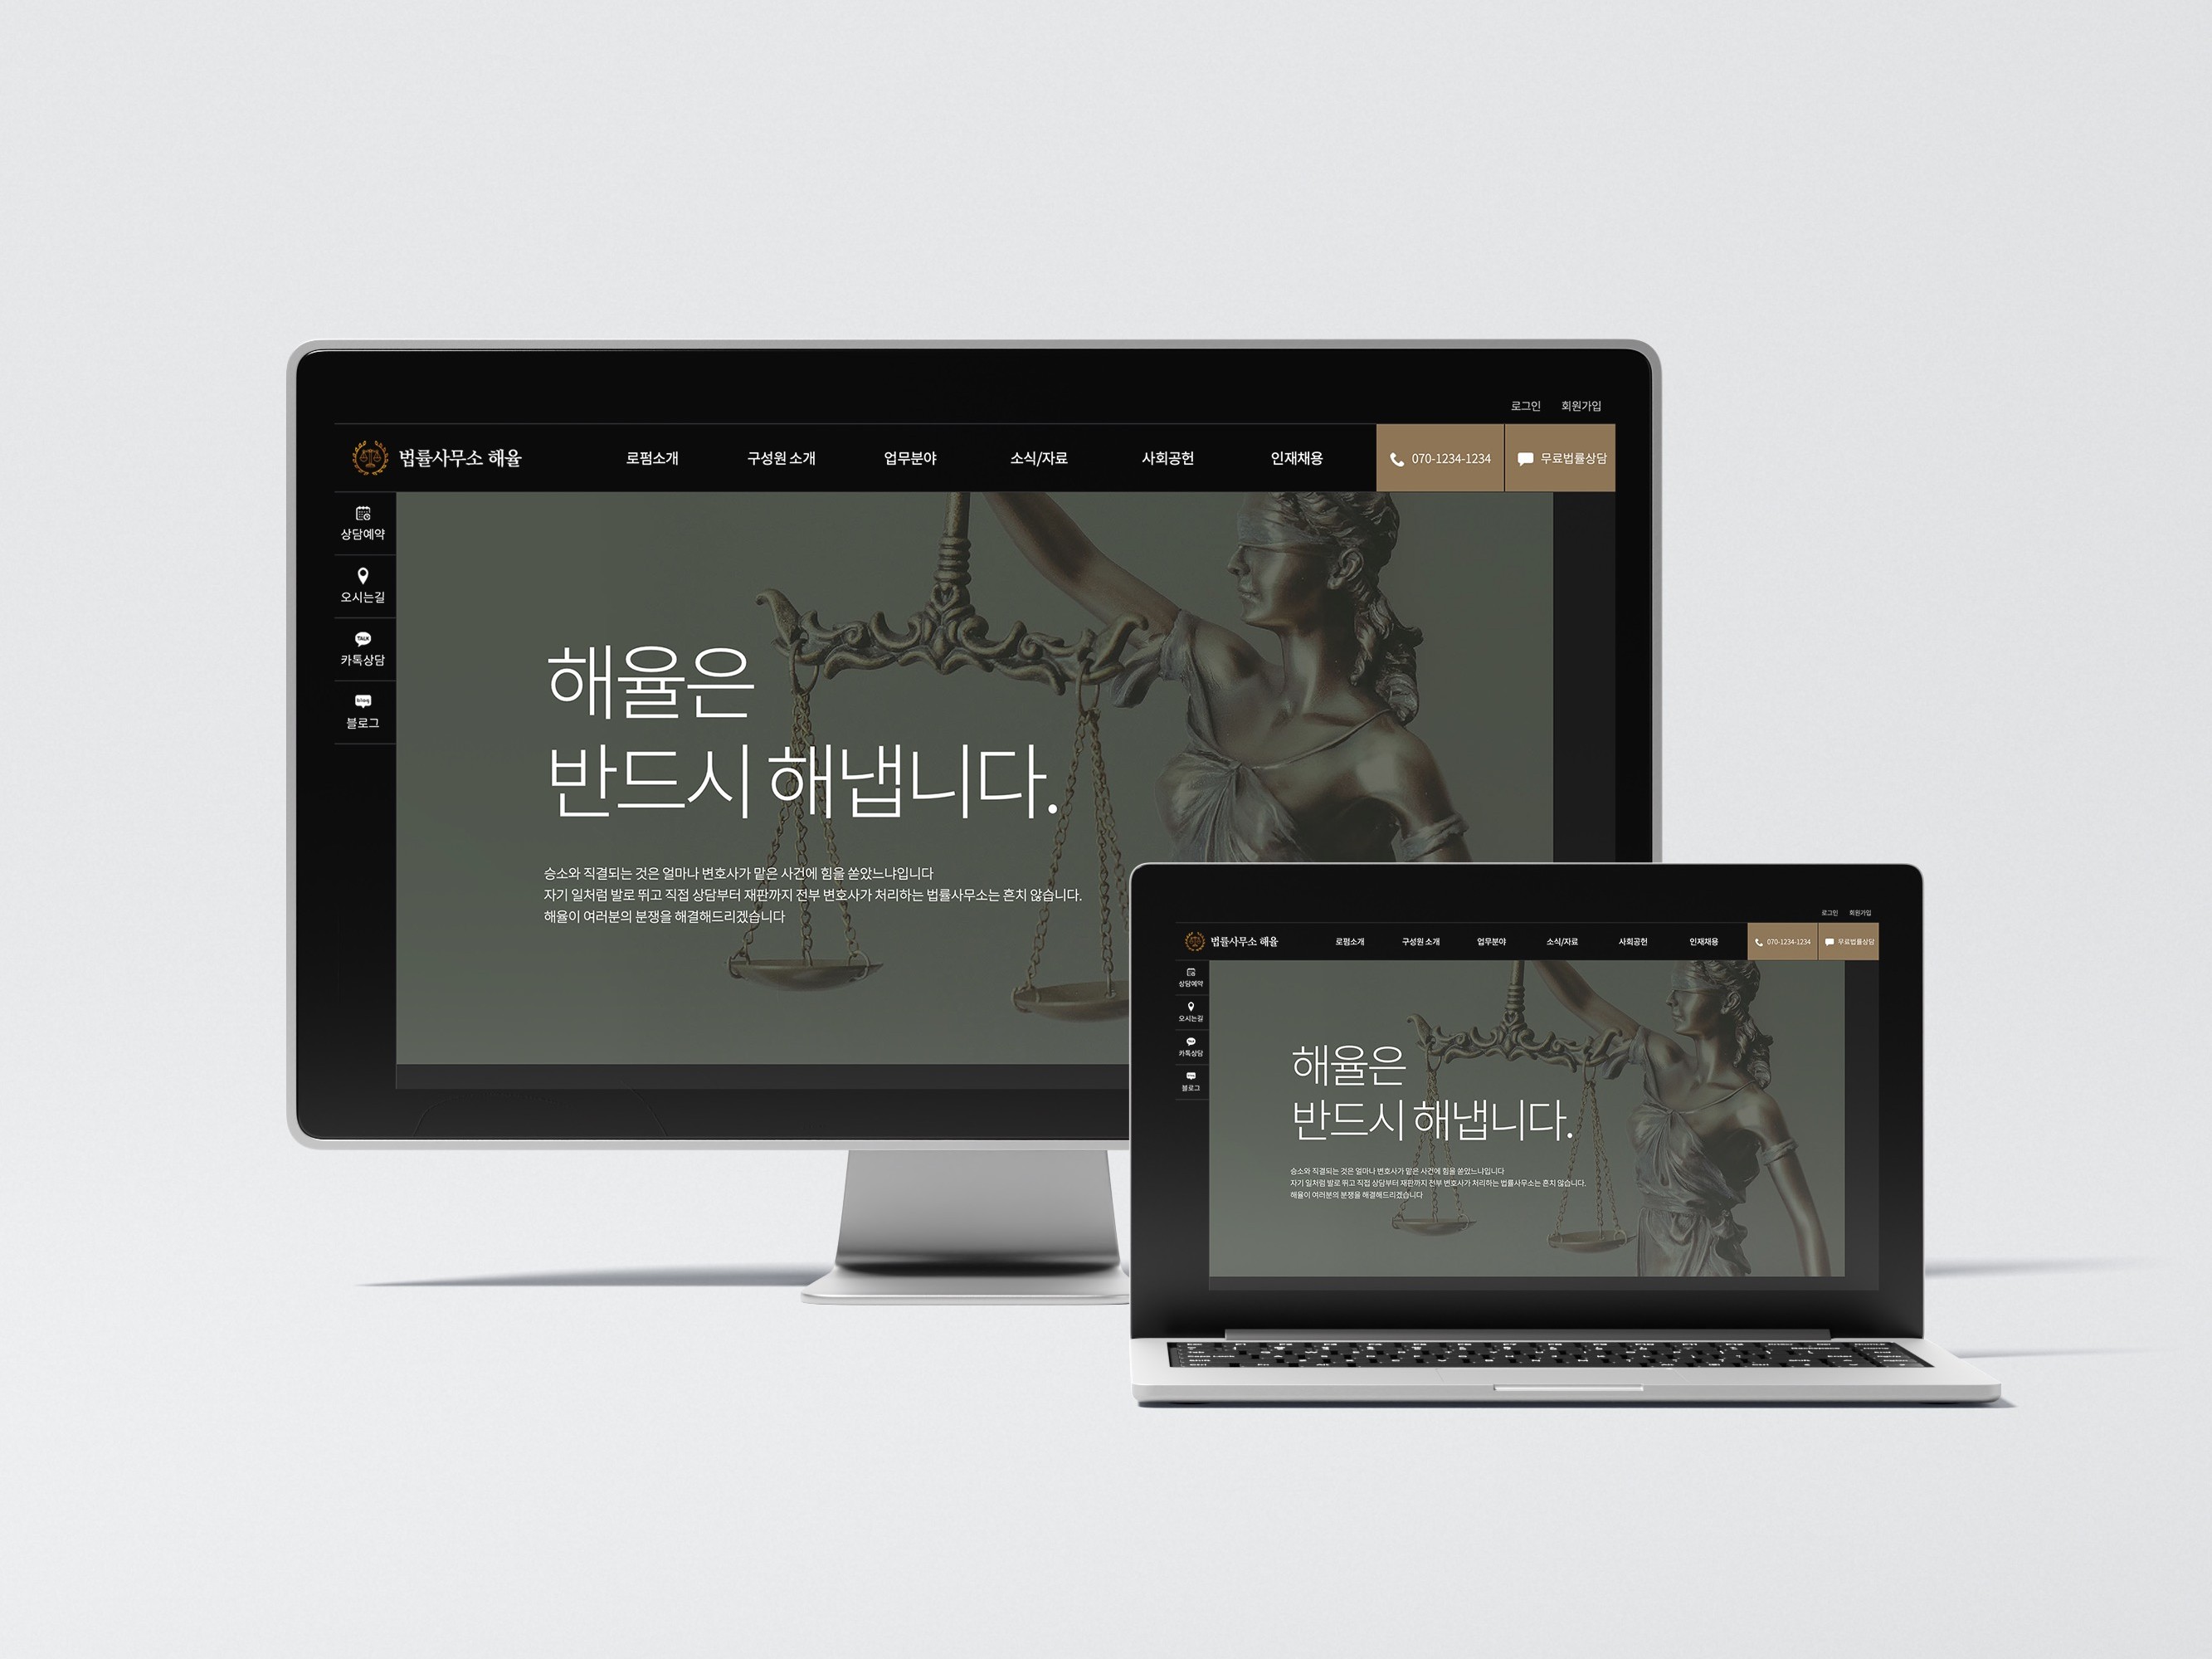 로그인 회원가입
법률사무소 해율 로펌소개 구성원 소개 업무분야 소식/자료 사회공헌 인재채용 070-1234-1234 무료법률상담
상담예약
오시는길
TALK
카톡상담
blog
블로그
해율은
반드시 해냅니다.
승소와 직결되는 것은 얼마나 변호사가 맡은 사건에 힘을 쏟았느냐입니다
자기 일처럼 발로 뛰고 직접 상담부터 재판까지 전부 변호사가 처리하는 법률사무소는 흔치 않습니다.
해율이 여러분의 분쟁을 해결해드리겠습니다
로그인 회원가입
법률사무소 해율 로펌소개 구성원 소개 업무분야 소식/자료 사회공헌 인재채용 070-1234-1234 무료법률상담
상담예약
오시는길
카톡상담
블로그
해율은
반드시 해냅니다.
승소와 직결되는 것은 얼마나 변호사가 맡은 사건에 힘을 쏟았느냐입니다
자기 일처럼 발로 뛰고 직접 상담부터 재판까지 전부 변호사가 처리하는 법률사무소는 흔치 않습니다.
해율이 여러분의 분쟁을 해결해드리겠습니다